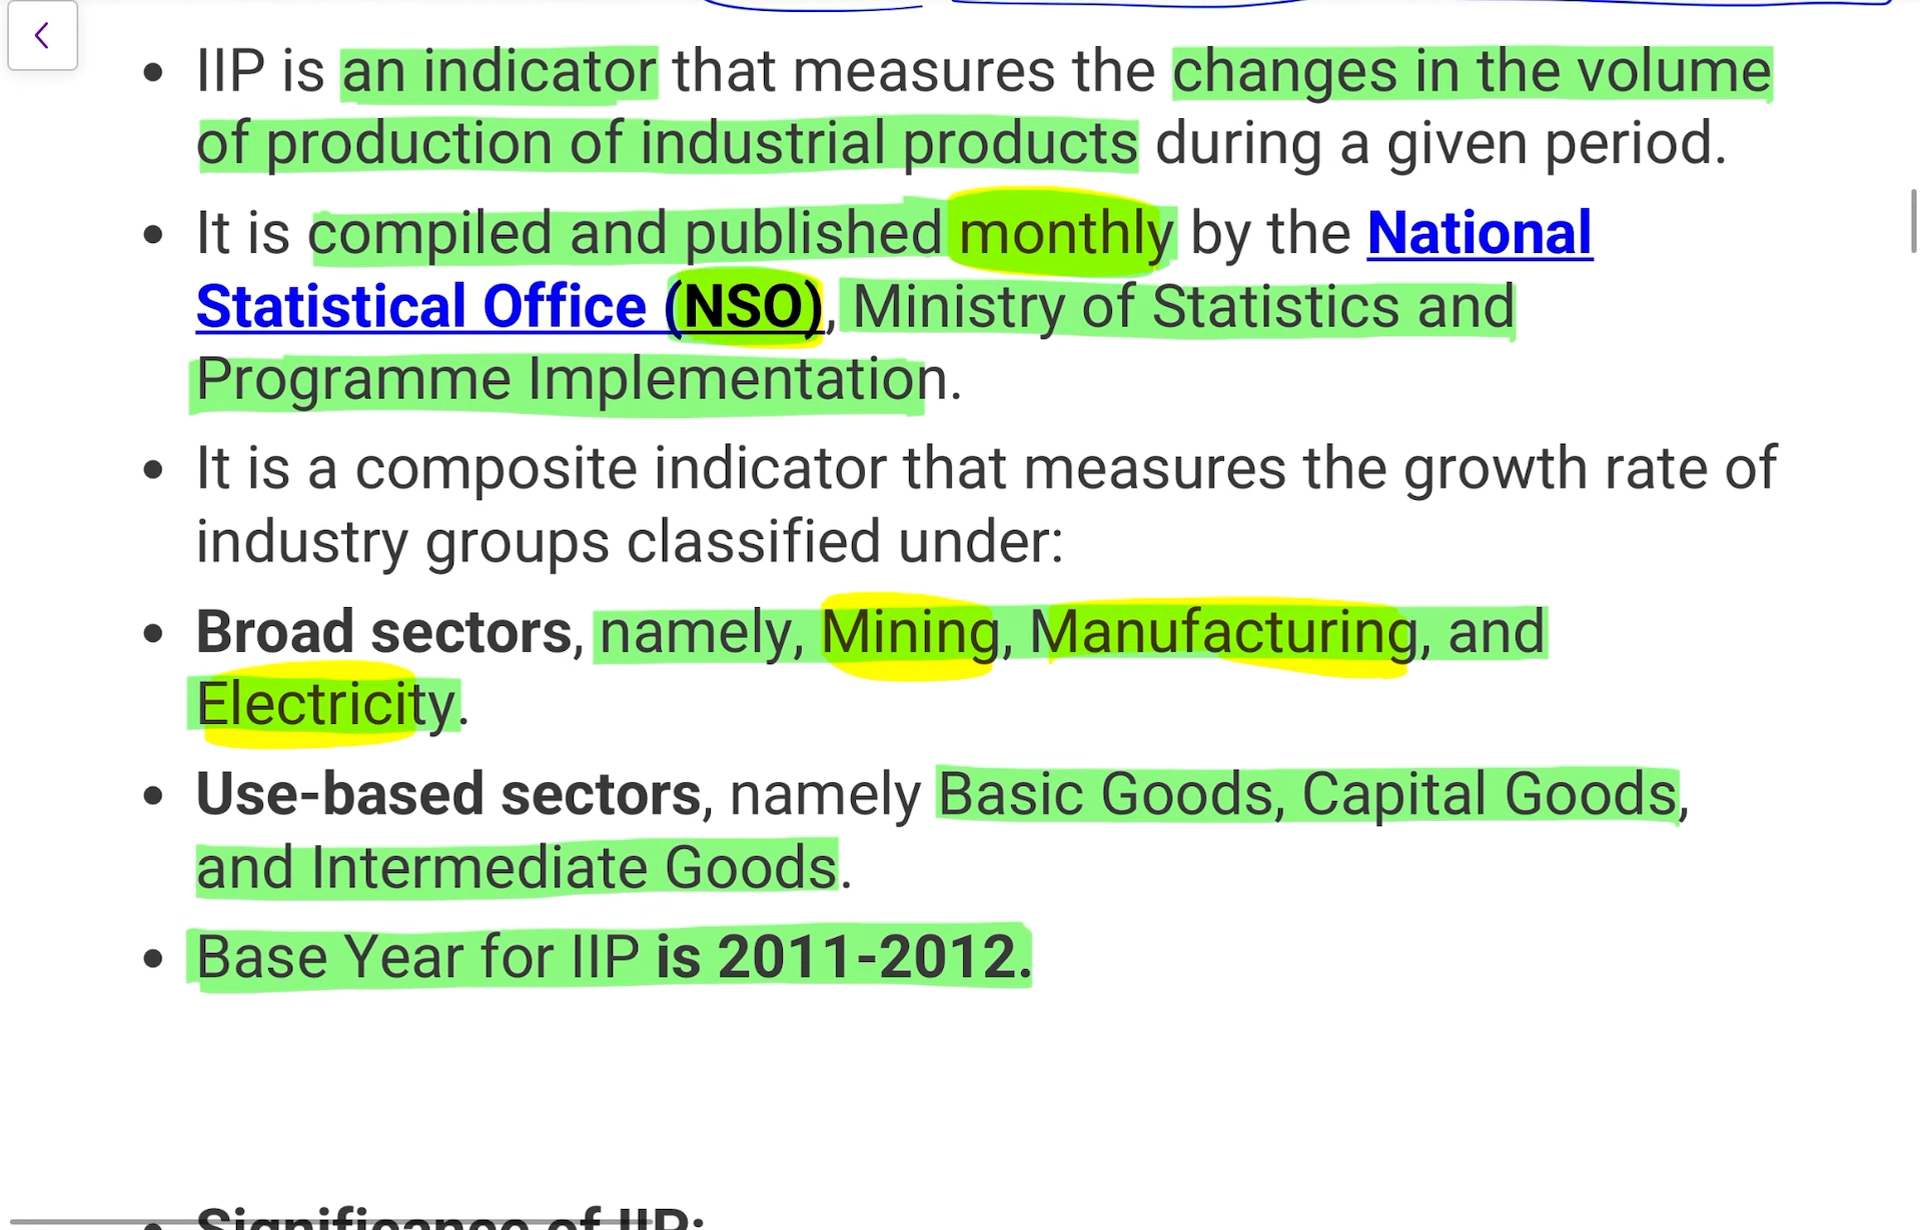 • IIP is an indicator that measures the changes in the volume
of production of industrial products during a given period.
• It is compiled and published monthly by the National
Statistical Office (NSO), Ministry of Statistics and
Programme Implementation.
• It is a composite indicator that measures the growth rate of
industry groups classified under:
• Broad sectors, namely, Mining, Manufacturing, and
Electricity.
• Use-based sectors, namely Basic Goods, Capital Goods,
and Intermediate Goods.
• Base Year for IIP is 2011-2012.
• Significance of IIP: